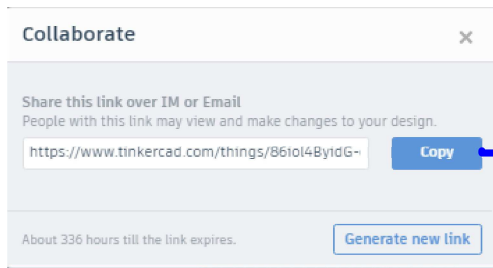 Collaborate
Share this link over IM or Email
People with this link may view and make changes to your design.
https://www.tinkercad.com/things/86iol4ByidG-
Copy
About 336 hours till the link expires.
Generate new link